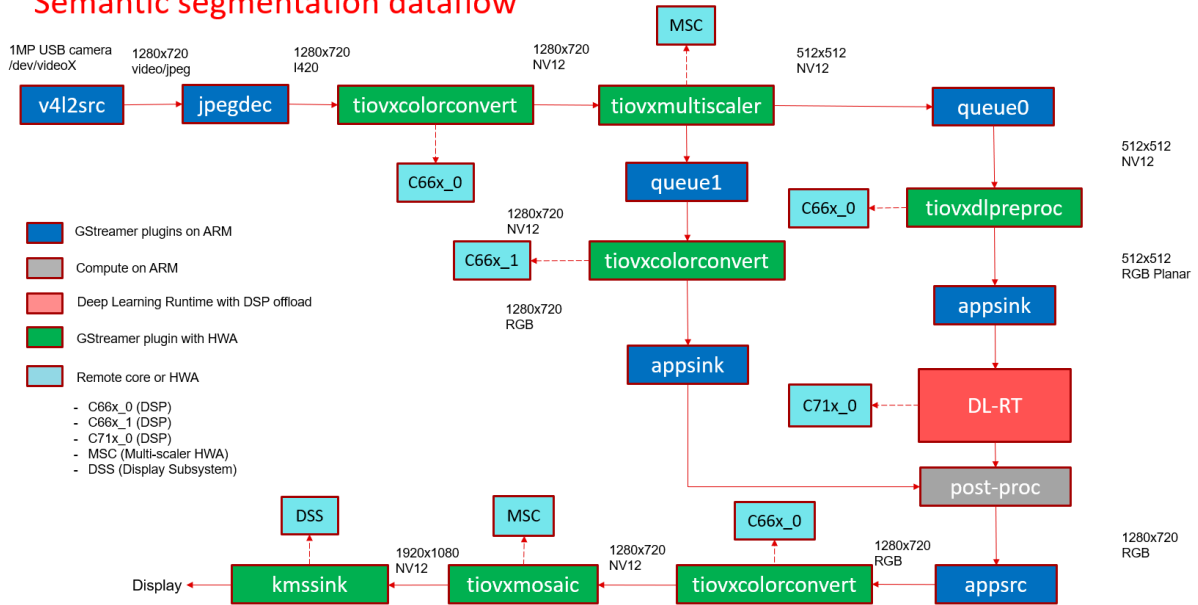 Semantic segmentation dataflow
1MP USB camera
/dev/videoX
1280x720
video/jpeg
1280x720
I420
1280x720
NV12
MSC
512x512
NV12
v4l2src
jpegdec
tiovxcolorconvert
tiovxmultiscaler
queue0
C66x_0
queue1
512x512
NV12
C66x_0
tiovxdlpreproc
1280x720
NV12
C66x_1
tiovxcolorconvert
512x512
RGB Planar
1280x720
RGB
appsink
appsink
GStreamer plugins on ARM
Compute on ARM
Deep Learning Runtime with DSP offload
GStreamer plugin with HWA
Remote core or HWA
- C66x_0 (DSP)
- C66x_1 (DSP)
- C71x_0 (DSP)
- MSC (Multi-scaler HWA)
- DSS (Display Subsystem)
C71x_0
DL-RT
post-proc
DSS
MSC
C66x_0
1280x720
RGB
1920x1080
NV12
1280x720
NV12
1280x720
RGB
Display
kmssink
tiovxmosaic
tiovxcolorconvert
appsrc